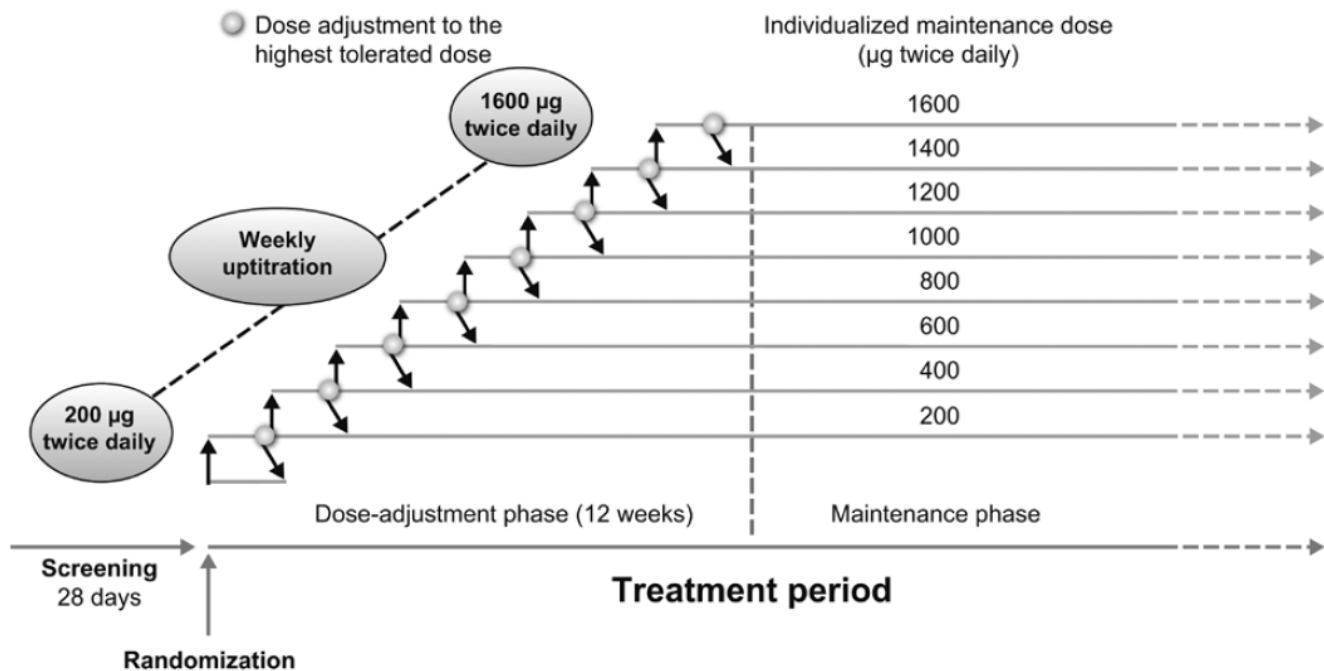 Dose adjustment to the
highest tolerated dose
Individualized maintenance dose
(µg twice daily)
1600 µg
twice daily
Weekly
uptitration
200 µg
twice daily
1600
1400
1200
1000
800
600
400
200
Dose-adjustment phase (12 weeks)
Maintenance phase
Screening
28 days
Treatment period
Randomization